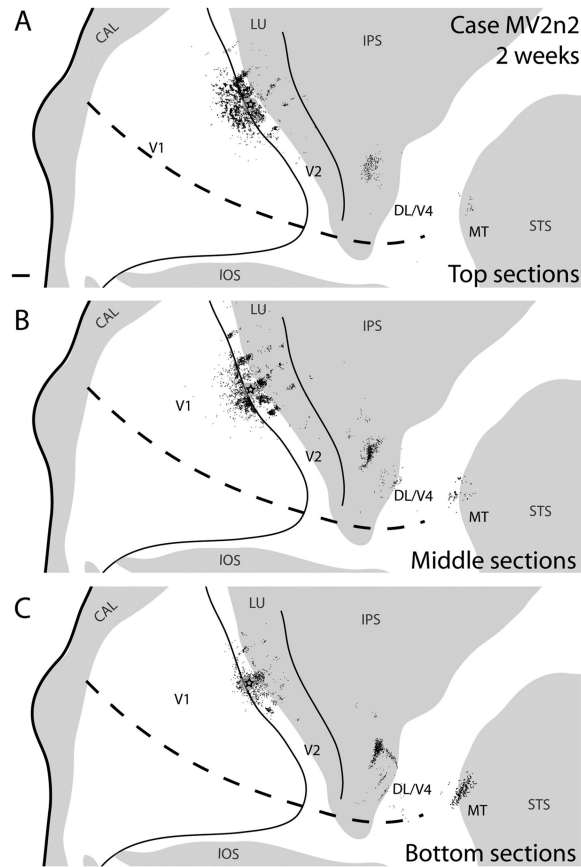 A
CAL
LU
IPS
Case MV2n2
2 weeks
V1
V2
DL/V4
MT
STS
IOS
Top sections
B
CAL
LU
IPS
V1
V2
DL/V4
MT
STS
IOS
Middle sections
C
CAL
LU
IPS
V1
V2
DL/V4
MT
STS
IOS
Bottom sections